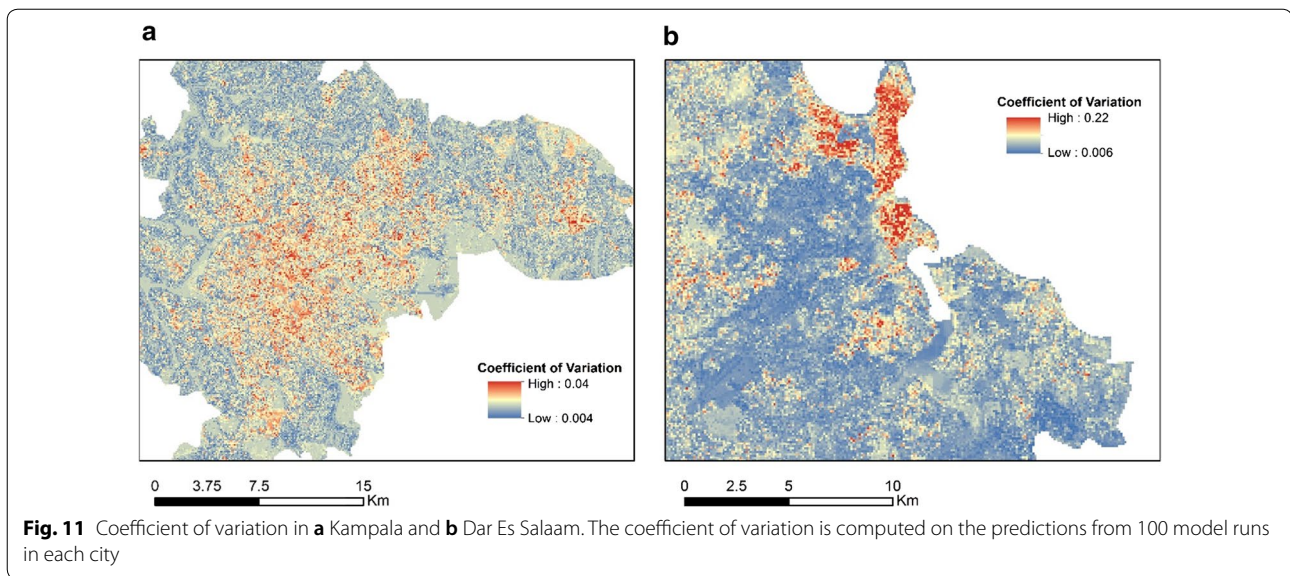 a
b
Coefficient of Variation
High : 0.22
Low : 0.006
Coefficient of Variation
High : 0.04
Low : 0.004
0 3.75 7.5 15
Km
0 2.5 5 10
Km
Fig. 11 Coefficient of variation in a Kampala and b Dar Es Salaam. The coefficient of variation is computed on the predictions from 100 model runs
in each city